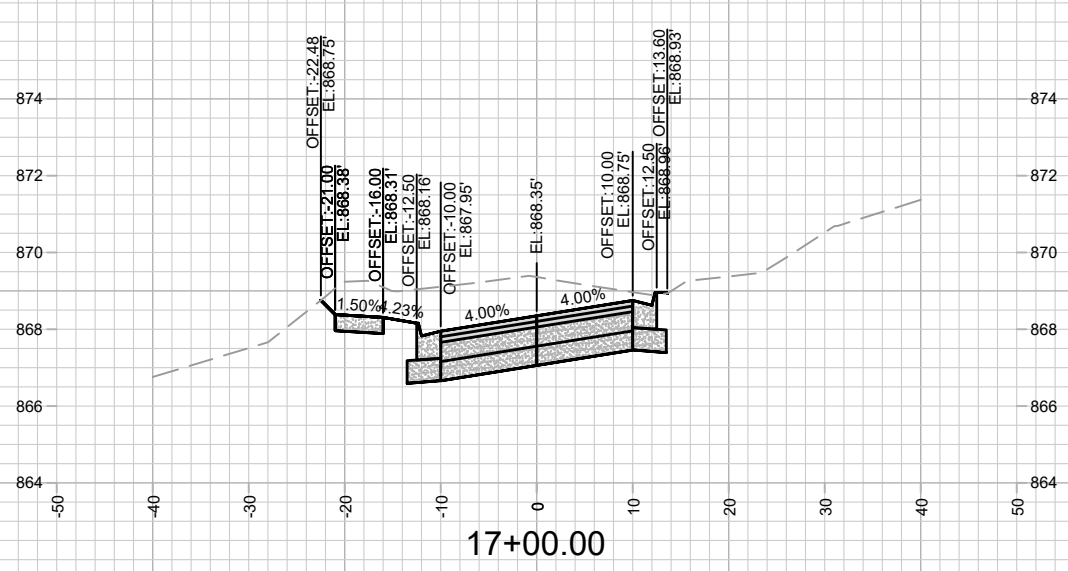 OFFSET:-22.48
EL:868.75'
OFFSET:-21.00
EL:868.38'
OFFSET:-16.00
EL:868.31'
OFFSET:-12.50
EL:868.16'
OFFSET:-10.00
EL:867.95'
EL:868.35'
OFFSET:10.00
EL:868.75'
OFFSET:12.50
EL:868.96'
OFFSET:13.60
EL:868.93'
874
874
872
872
870
870
868
868
866
866
864
864
1.50%
4.23%
4.00%
4.00%
-50
-40
-30
-20
-10
0
10
20
30
40
50
17+00.00